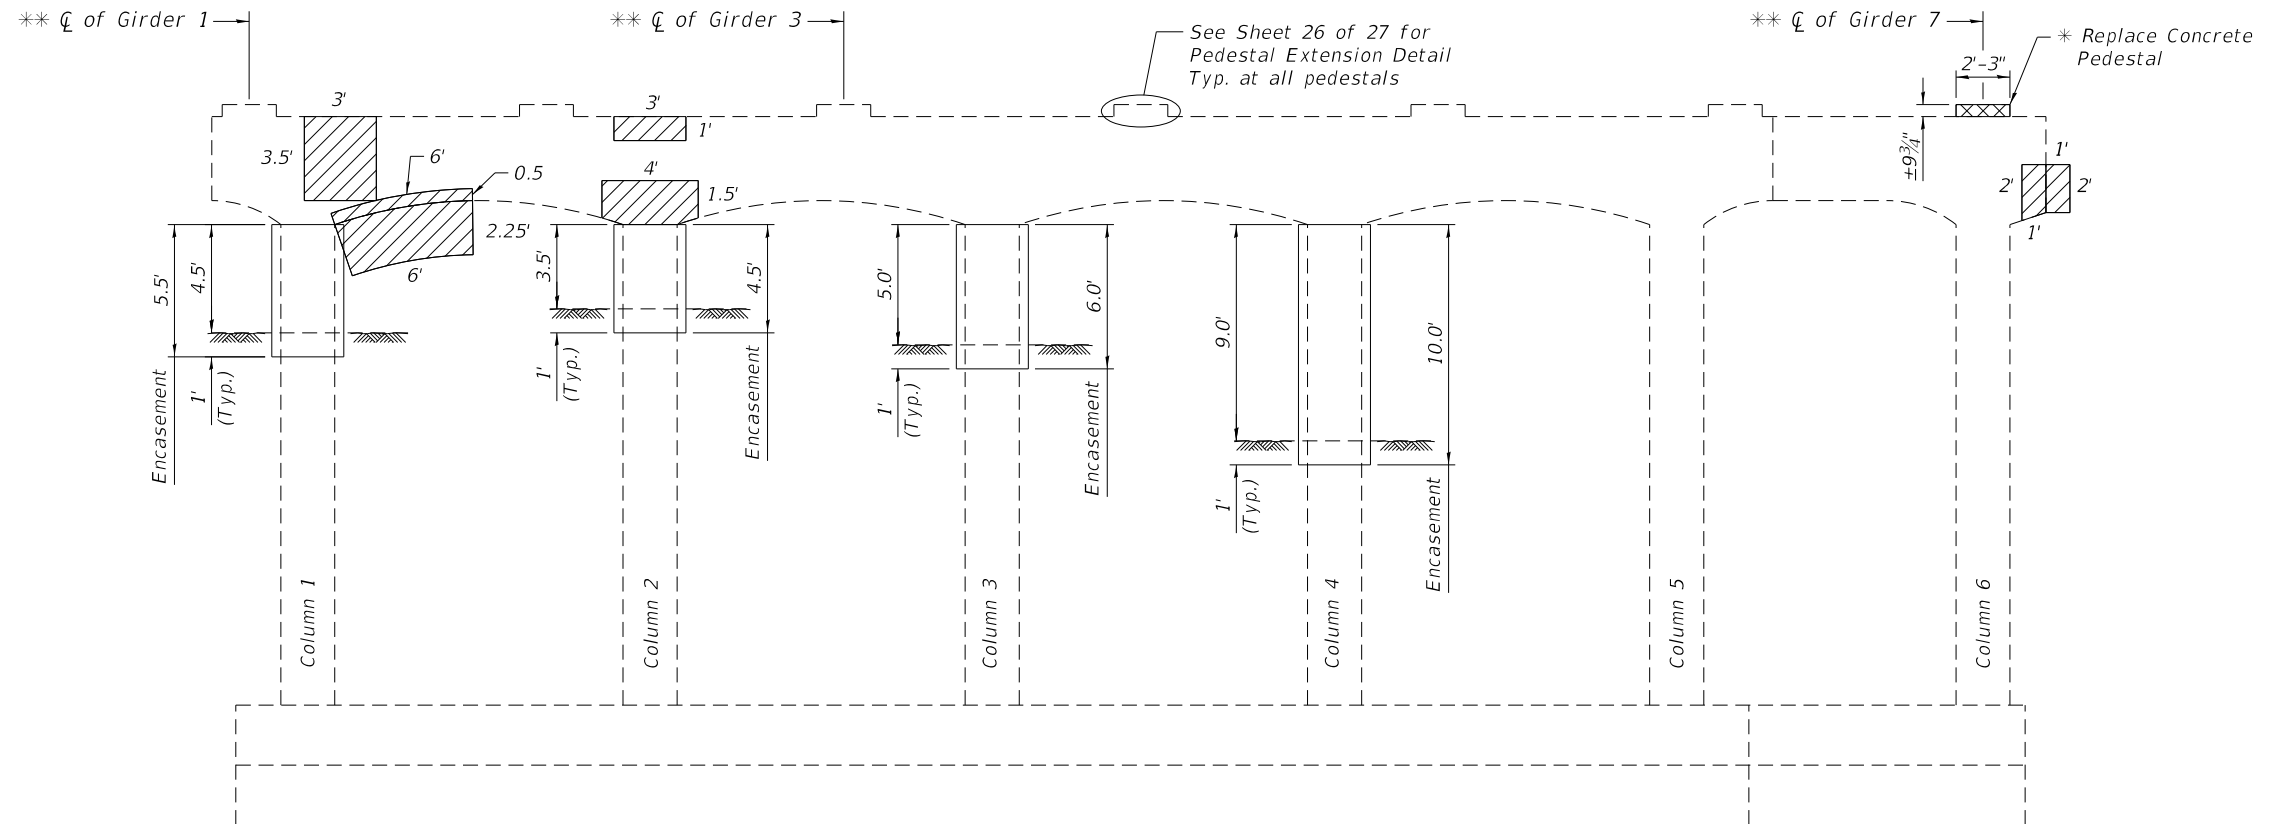 ✳✳ ℄ of Girder 1
✳✳ ℄ of Girder 3
✳✳ ℄ of Girder 7
See Sheet 26 of 27 for
Pedestal Extension Detail
Typ. at all pedestals
✳ Replace Concrete
Pedestal
2'-3"
±9¾"
3'
3.5'
6'
0.5
2.25'
6'
3'
1'
4'
1.5'
1'
2'
2'
1'
5.5'
4.5'
Encasement
1'
(Typ.)
3.5'
4.5'
1'
(Typ.)
Encasement
5.0'
6.0'
1'
(Typ.)
Encasement
9.0'
10.0'
1'
(Typ.)
Encasement
Column 1
Column 2
Column 3
Column 4
Column 5
Column 6